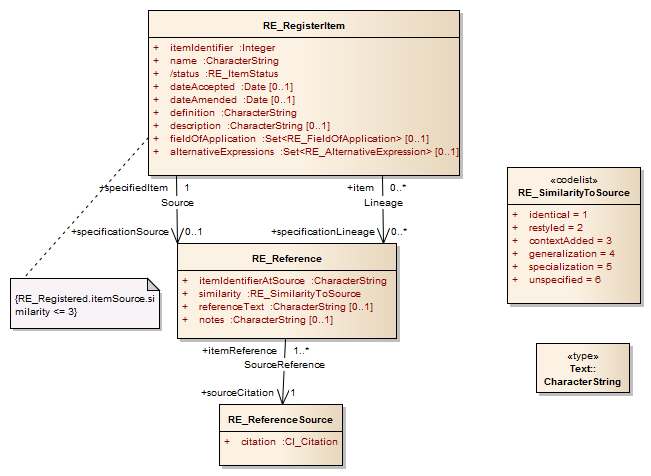 RE_RegisterItem
+ itemIdentifier :Integer
+ name :CharacterString
+ /status :RE_ItemStatus
+ dateAccepted :Date [0..1]
+ dateAmended :Date [0..1]
+ definition :CharacterString
+ description :CharacterString [0..1]
+ fieldOfApplication :Set<RE_FieldOfApplication> [0..1]
+ alternativeExpressions :Set<RE_AlternativeExpression> [0..1]
+specifiedItem 1
Source
+specificationSource 0..1
+item 0..*
Lineage
+specificationLineage 0..*
«codelist»
RE_SimilarityToSource
+ identical = 1
+ restyled = 2
+ contextAdded = 3
+ generalization = 4
+ specialization = 5
+ unspecified = 6
RE_Reference
+ itemIdentifierAtSource :CharacterString
+ similarity :RE_SimilarityToSource
+ referenceText :CharacterString [0..1]
+ notes :CharacterString [0..1]
{RE_Registered.itemSource.si
milarity <= 3}
+itemReference 1..*
SourceReference
+sourceCitation 1
«type»
Text::
CharacterString
RE_ReferenceSource
+ citation :CI_Citation